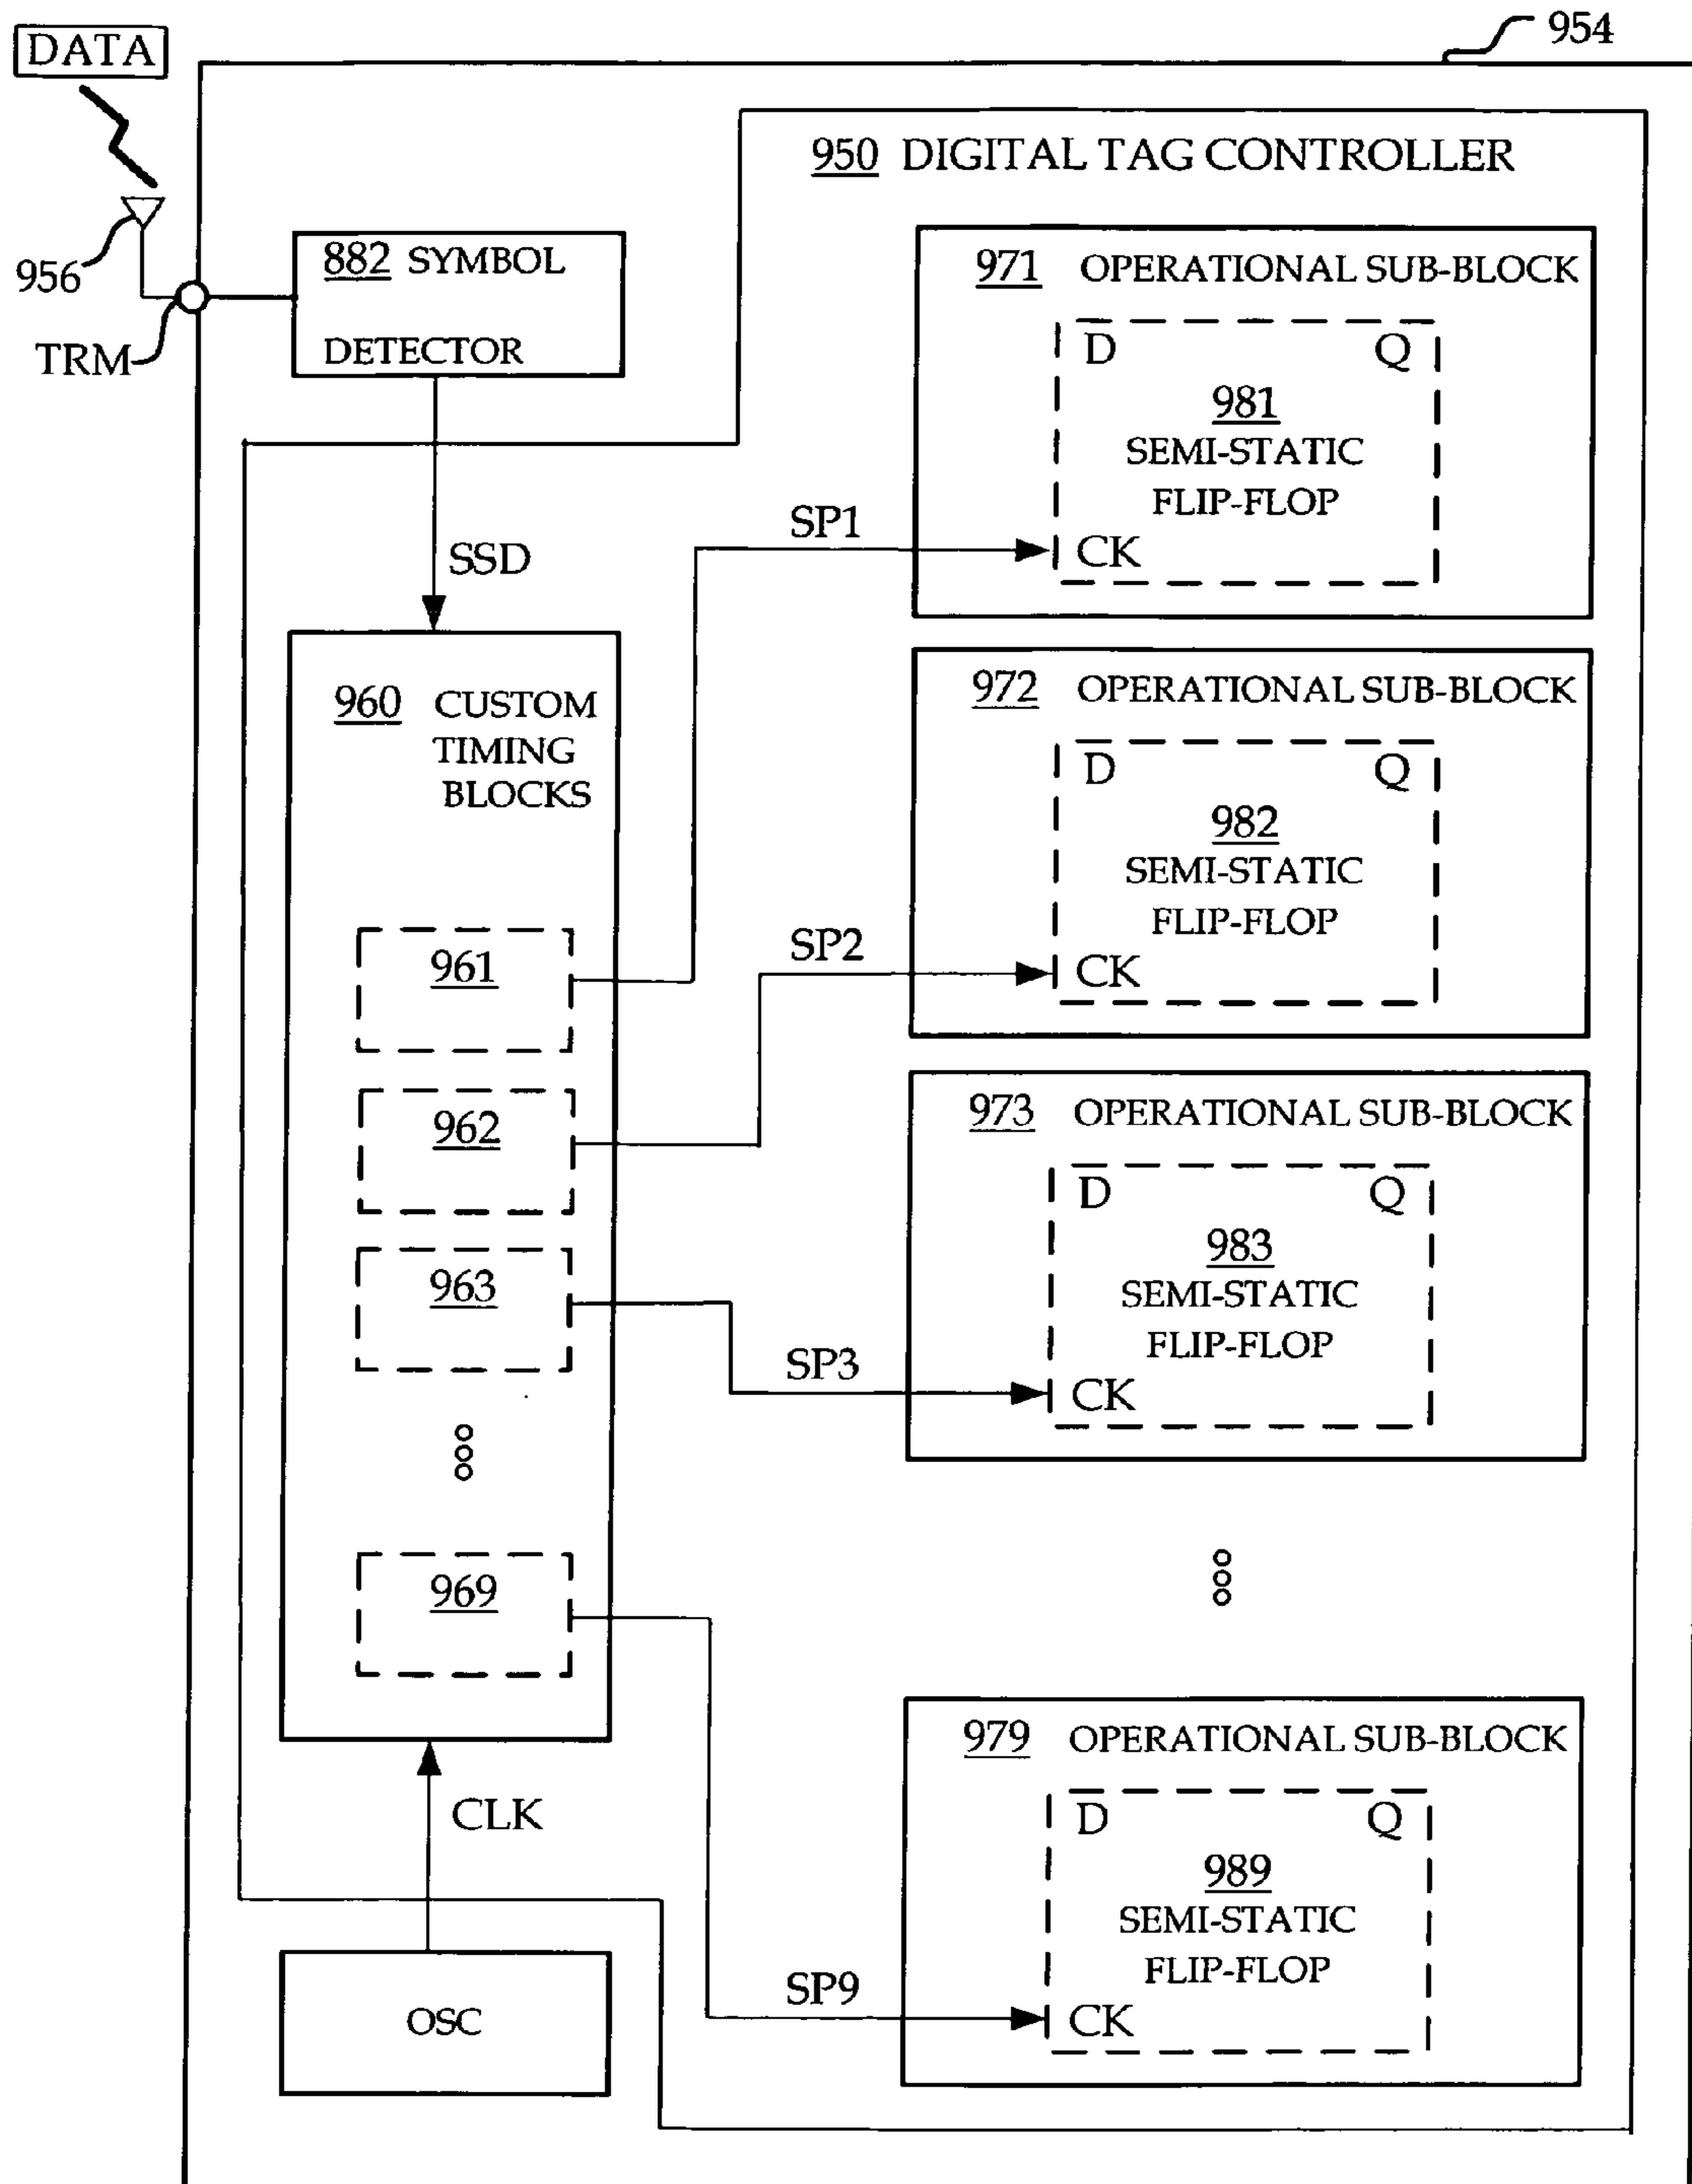 954
DATA
950 DIGITAL TAG CONTROLLER
956
TRM
882 SYMBOL
DETECTOR
SSD
960 CUSTOM
TIMING
BLOCKS
961
962
963
969
CLK
OSC
SP1
SP2
SP3
SP9
971 OPERATIONAL SUB-BLOCK
D Q
981
SEMI-STATIC
FLIP-FLOP
CK
972 OPERATIONAL SUB-BLOCK
D Q
982
SEMI-STATIC
FLIP-FLOP
CK
973 OPERATIONAL SUB-BLOCK
D Q
983
SEMI-STATIC
FLIP-FLOP
CK
979 OPERATIONAL SUB-BLOCK
D Q
989
SEMI-STATIC
FLIP-FLOP
CK